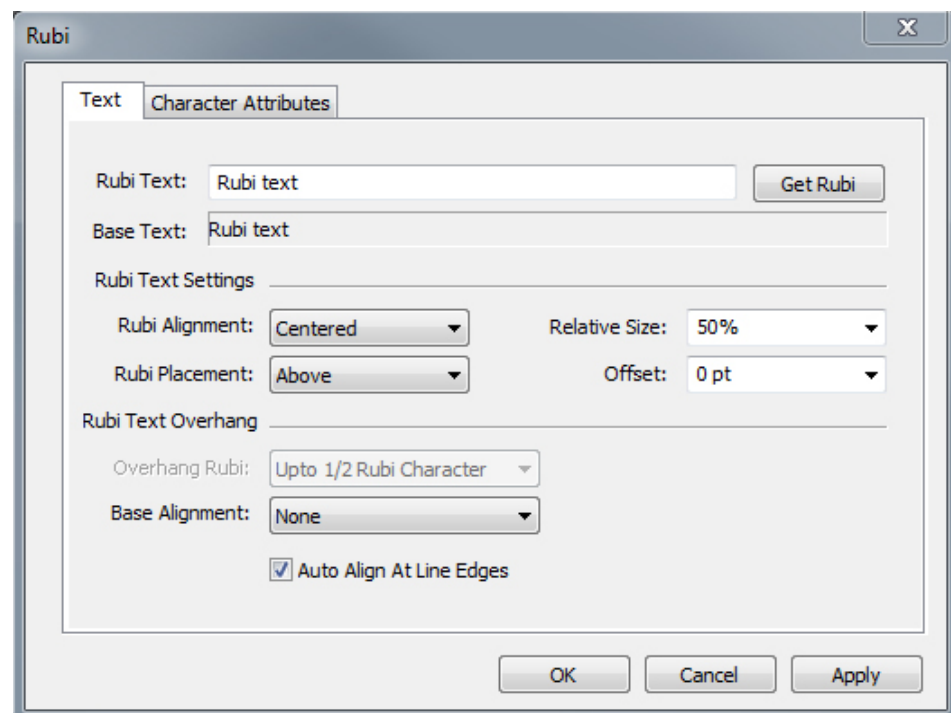 Rubi
Text Character Attributes
Rubi Text: Rubi text Get Rubi
Base Text: Rubi text
Rubi Text Settings
Rubi Alignment: Centered Relative Size: 50%
Rubi Placement: Above Offset: 0 pt
Rubi Text Overhang
Overhang Rubi: Upto 1/2 Rubi Character
Base Alignment: None
Auto Align At Line Edges
OK Cancel Apply